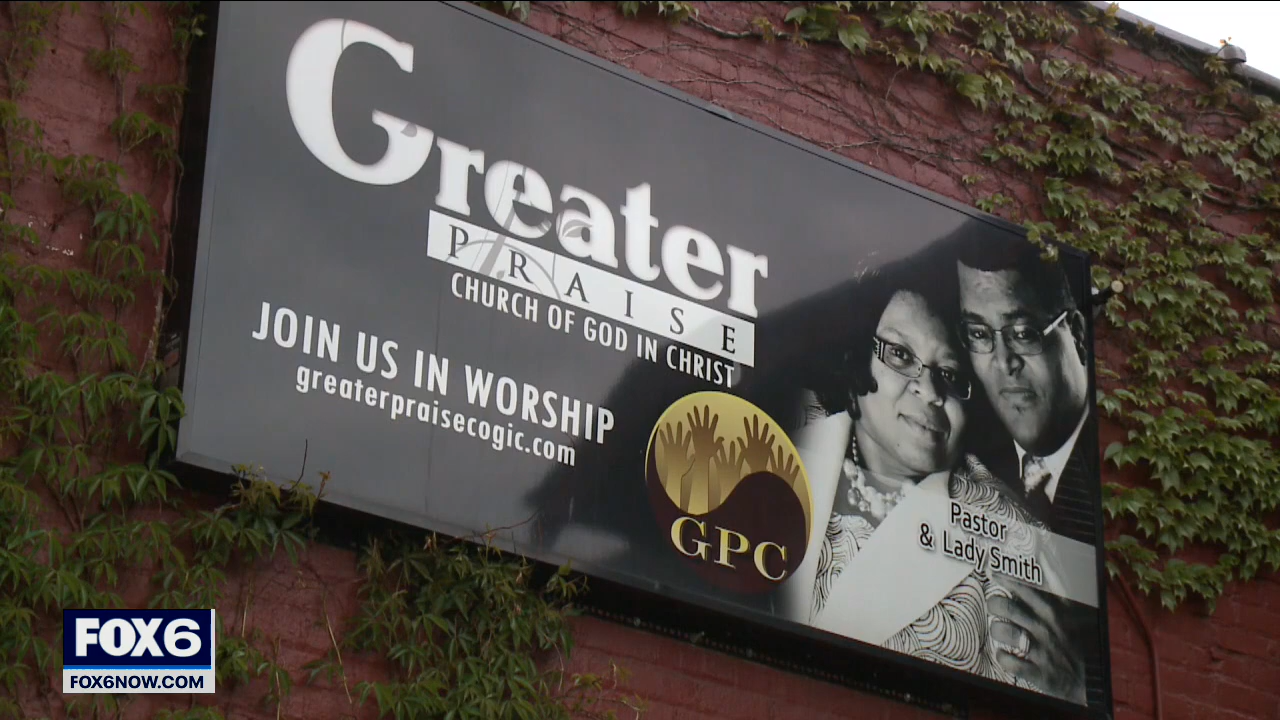 Greater
PRAISE
CHURCH OF GOD IN CHRIST
JOIN US IN WORSHIP
greaterpraisecogic.com
GPC
Pastor
& Lady Smith
FOX6
FOX6NOW.COM